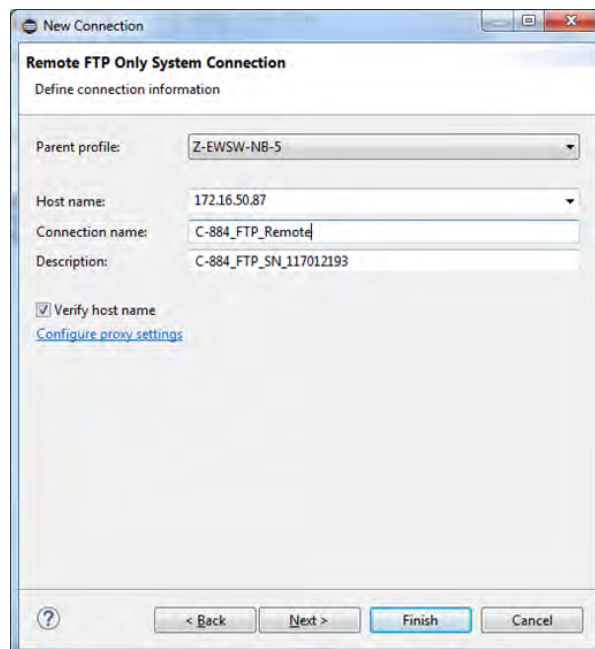 New Connection
Remote FTP Only System Connection
Define connection information
Parent profile: Z-EWSW-NB-5
Host name: 172.16.50.87
Connection name: C-884_FTP_Remote
Description: C-884_FTP_SN_117012193
Verify host name
Configure proxy settings
? < Back Next > Finish Cancel